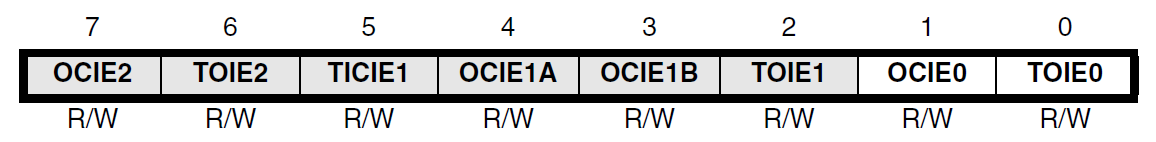 7 6 5 4 3 2 1 0
OCIE2 TOIE2 TICIE1 OCIE1A OCIE1B TOIE1 OCIE0 TOIE0
R/W R/W R/W R/W R/W R/W R/W R/W